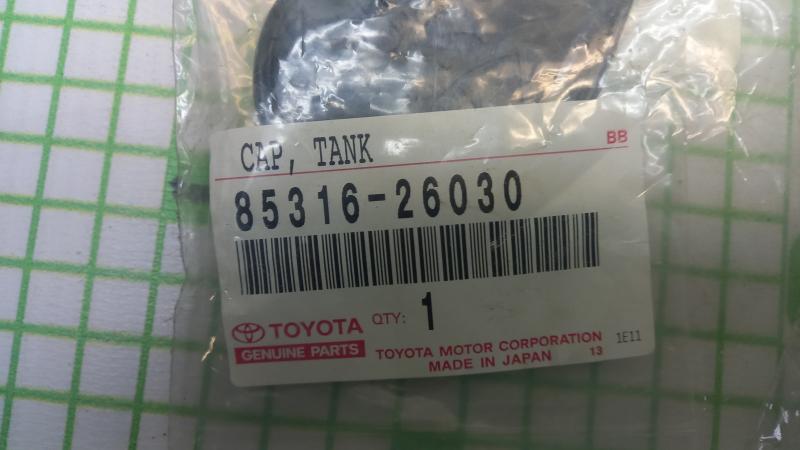 BB
CAP, TANK
85316-26030
QTY: 1
TOYOTA
GENUINE PARTS
TOYOTA MOTOR CORPORATION
MADE IN JAPAN 13
1E11